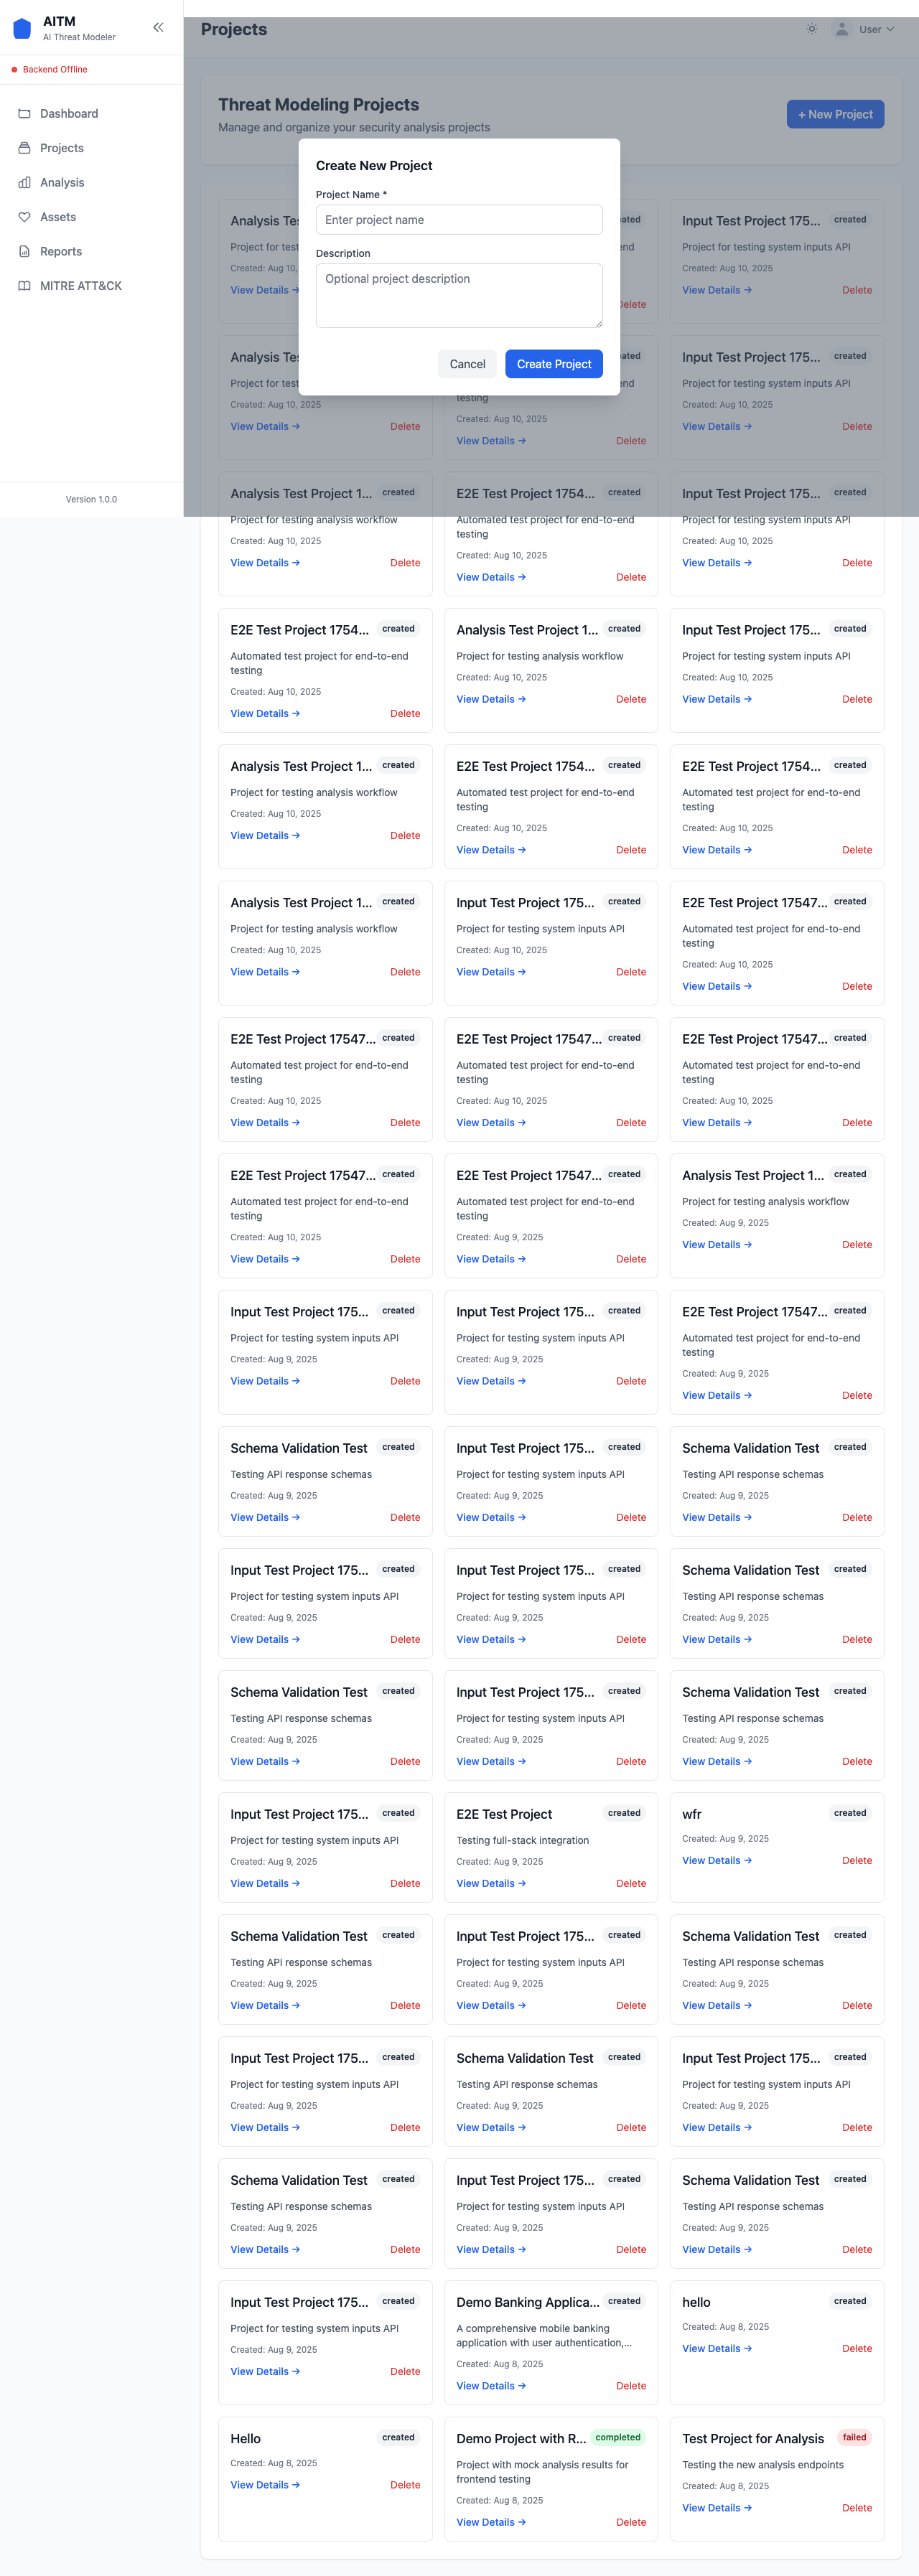 AITM
AI Threat Modeler
Backend Offline
Dashboard
Projects
Analysis
Assets
Reports
MITRE ATT&CK
Version 1.0.0
Projects
User
Threat Modeling Projects
Manage and organize your security analysis projects
+ New Project
Create New Project
Project Name *
Enter project name
Description
Optional project description
Cancel
Create Project
Analysis Tes
Project for testi
Created: Aug 10,
View Details →
ated
nd
Delete
Input Test Project 175... created
Project for testing system inputs API
Created: Aug 10, 2025
View Details → Delete
Analysis Tes
Project for testi
Created: Aug 10, 2025
View Details → Delete
ated
nd
testing
Created: Aug 10, 2025
View Details → Delete
Input Test Project 175... created
Project for testing system inputs API
Created: Aug 10, 2025
View Details → Delete
Analysis Test Project 1... created
Project for testing analysis workflow
Created: Aug 10, 2025
View Details → Delete
E2E Test Project 1754... created
Automated test project for end-to-end
testing
Created: Aug 10, 2025
View Details → Delete
Input Test Project 175... created
Project for testing system inputs API
Created: Aug 10, 2025
View Details → Delete
E2E Test Project 1754... created
Automated test project for end-to-end
testing
Created: Aug 10, 2025
View Details → Delete
Analysis Test Project 1... created
Project for testing analysis workflow
Created: Aug 10, 2025
View Details → Delete
Input Test Project 175... created
Project for testing system inputs API
Created: Aug 10, 2025
View Details → Delete
Analysis Test Project 1... created
Project for testing analysis workflow
Created: Aug 10, 2025
View Details → Delete
E2E Test Project 1754... created
Automated test project for end-to-end
testing
Created: Aug 10, 2025
View Details → Delete
E2E Test Project 1754... created
Automated test project for end-to-end
testing
Created: Aug 10, 2025
View Details → Delete
Analysis Test Project 1... created
Project for testing analysis workflow
Created: Aug 10, 2025
View Details → Delete
Input Test Project 175... created
Project for testing system inputs API
Created: Aug 10, 2025
View Details → Delete
E2E Test Project 17547... created
Automated test project for end-to-end
testing
Created: Aug 10, 2025
View Details → Delete
E2E Test Project 17547... created
Automated test project for end-to-end
testing
Created: Aug 10, 2025
View Details → Delete
E2E Test Project 17547... created
Automated test project for end-to-end
testing
Created: Aug 10, 2025
View Details → Delete
E2E Test Project 17547... created
Automated test project for end-to-end
testing
Created: Aug 10, 2025
View Details → Delete
E2E Test Project 17547... created
Automated test project for end-to-end
testing
Created: Aug 10, 2025
View Details → Delete
E2E Test Project 17547... created
Automated test project for end-to-end
testing
Created: Aug 9, 2025
View Details → Delete
Analysis Test Project 1... created
Project for testing analysis workflow
Created: Aug 9, 2025
View Details → Delete
Input Test Project 175... created
Project for testing system inputs API
Created: Aug 9, 2025
View Details → Delete
Input Test Project 175... created
Project for testing system inputs API
Created: Aug 9, 2025
View Details → Delete
E2E Test Project 17547... created
Automated test project for end-to-end
testing
Created: Aug 9, 2025
View Details → Delete
Schema Validation Test created
Testing API response schemas
Created: Aug 9, 2025
View Details → Delete
Input Test Project 175... created
Project for testing system inputs API
Created: Aug 9, 2025
View Details → Delete
Schema Validation Test created
Testing API response schemas
Created: Aug 9, 2025
View Details → Delete
Input Test Project 175... created
Project for testing system inputs API
Created: Aug 9, 2025
View Details → Delete
Input Test Project 175... created
Project for testing system inputs API
Created: Aug 9, 2025
View Details → Delete
Schema Validation Test created
Testing API response schemas
Created: Aug 9, 2025
View Details → Delete
Schema Validation Test created
Testing API response schemas
Created: Aug 9, 2025
View Details → Delete
Input Test Project 175... created
Project for testing system inputs API
Created: Aug 9, 2025
View Details → Delete
Schema Validation Test created
Testing API response schemas
Created: Aug 9, 2025
View Details → Delete
Input Test Project 175... created
Project for testing system inputs API
Created: Aug 9, 2025
View Details → Delete
E2E Test Project created
Testing full-stack integration
Created: Aug 9, 2025
View Details → Delete
wfr created
Created: Aug 9, 2025
View Details → Delete
Schema Validation Test created
Testing API response schemas
Created: Aug 9, 2025
View Details → Delete
Input Test Project 175... created
Project for testing system inputs API
Created: Aug 9, 2025
View Details → Delete
Schema Validation Test created
Testing API response schemas
Created: Aug 9, 2025
View Details → Delete
Input Test Project 175... created
Project for testing system inputs API
Created: Aug 9, 2025
View Details → Delete
Schema Validation Test created
Testing API response schemas
Created: Aug 9, 2025
View Details → Delete
Input Test Project 175... created
Project for testing system inputs API
Created: Aug 9, 2025
View Details → Delete
Schema Validation Test created
Testing API response schemas
Created: Aug 9, 2025
View Details → Delete
Input Test Project 175... created
Project for testing system inputs API
Created: Aug 9, 2025
View Details → Delete
Schema Validation Test created
Testing API response schemas
Created: Aug 9, 2025
View Details → Delete
Input Test Project 175... created
Project for testing system inputs API
Created: Aug 9, 2025
View Details → Delete
Demo Banking Applica... created
A comprehensive mobile banking
application with user authentication,...
Created: Aug 8, 2025
View Details → Delete
hello created
Created: Aug 8, 2025
View Details → Delete
Hello created
Created: Aug 8, 2025
View Details → Delete
Demo Project with R... completed
Project with mock analysis results for
frontend testing
Created: Aug 8, 2025
View Details → Delete
Test Project for Analysis failed
Testing the new analysis endpoints
Created: Aug 8, 2025
View Details → Delete